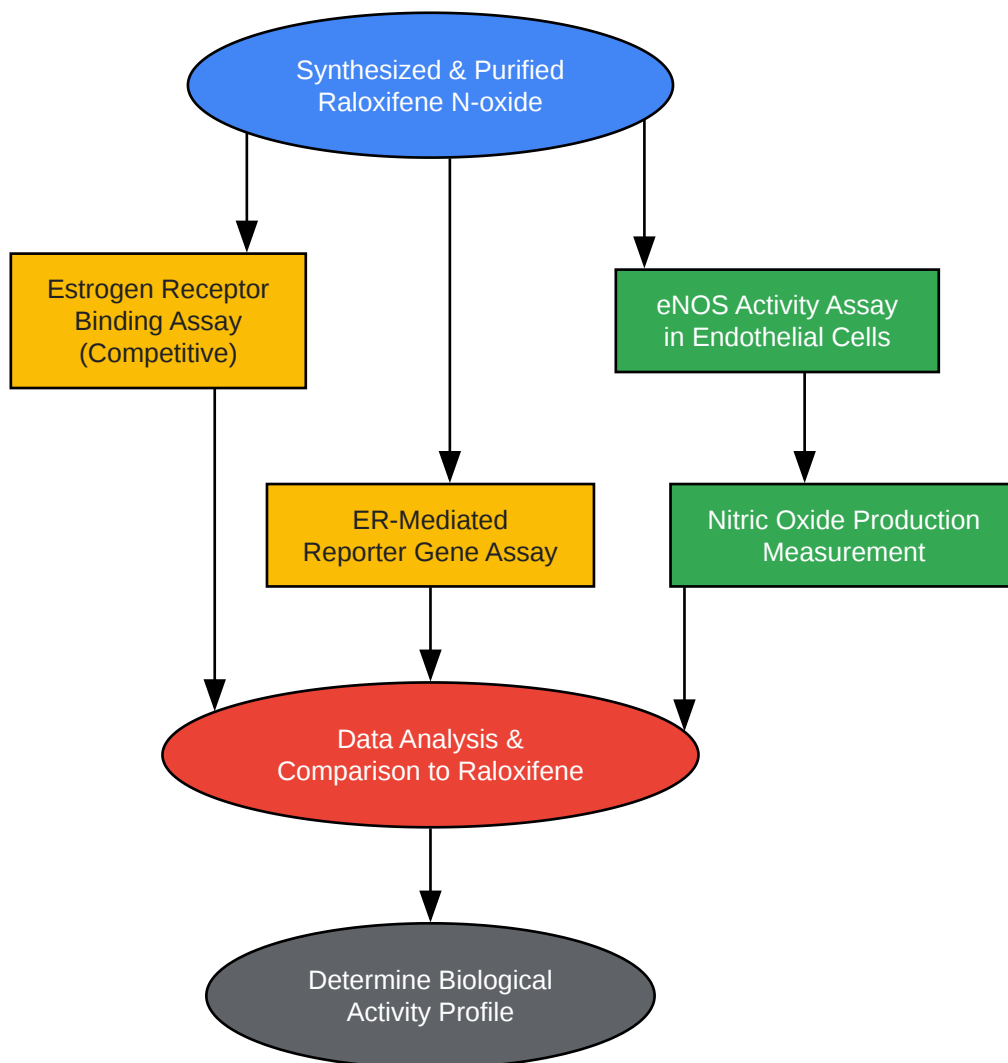 Synthesized & Purified
Raloxifene N-oxide
Estrogen Receptor
Binding Assay
(Competitive)
eNOS Activity Assay
in Endothelial Cells
ER-Mediated
Reporter Gene Assay
Nitric Oxide Production
Measurement
Data Analysis &
Comparison to Raloxifene
Determine Biological
Activity Profile